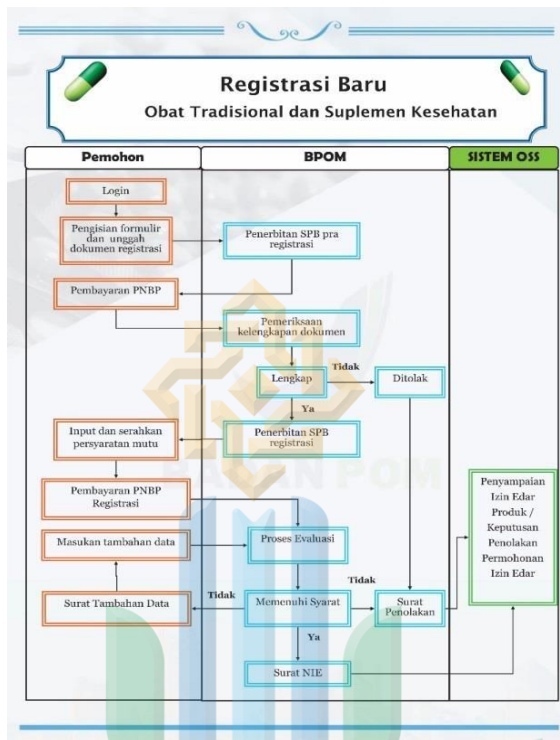 Registrasi Baru
Obat Tradisional dan Suplemen Kesehatan
Pemohon
BPOM
SISTEM OSS
Login
Pengisian formulir
dan unggah
dokumen registrasi
Penerbitan SPB pra
registrasi
Pembayaran PNBP
Pemeriksaan
kelengkapan dokumen
Lengkap
Tidak
Ditolak
Ya
Input dan serahkan
persyaratan mutu
Penerbitan SPB
registrasi
BADAN POM
Pembayaran PNBP
Registrasi
Penyampaian
Izin Edar
Produk /
Keputusan
Penolakan
Permohonan
Izin Edar
Masukan tambahan data
Proses Evaluasi
Surat Tambahan Data
Tidak
Memenuhi Syarat
Tidak
Surat
Penolakan
Ya
Surat NIE